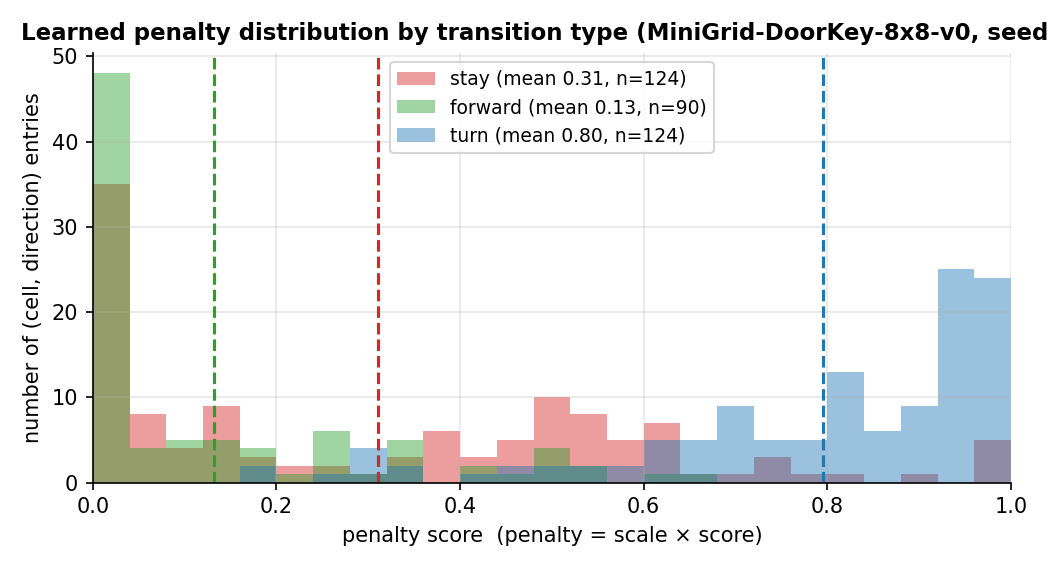 Learned penalty distribution by transition type (MiniGrid-DoorKey-8x8-v0, seed
stay (mean 0.31, n=124)
forward (mean 0.13, n=90)
turn (mean 0.80, n=124)
number of (cell, direction) entries
50
40
30
20
10
0
0.0 0.2 0.4 0.6 0.8 1.0
penalty score (penalty = scale × score)